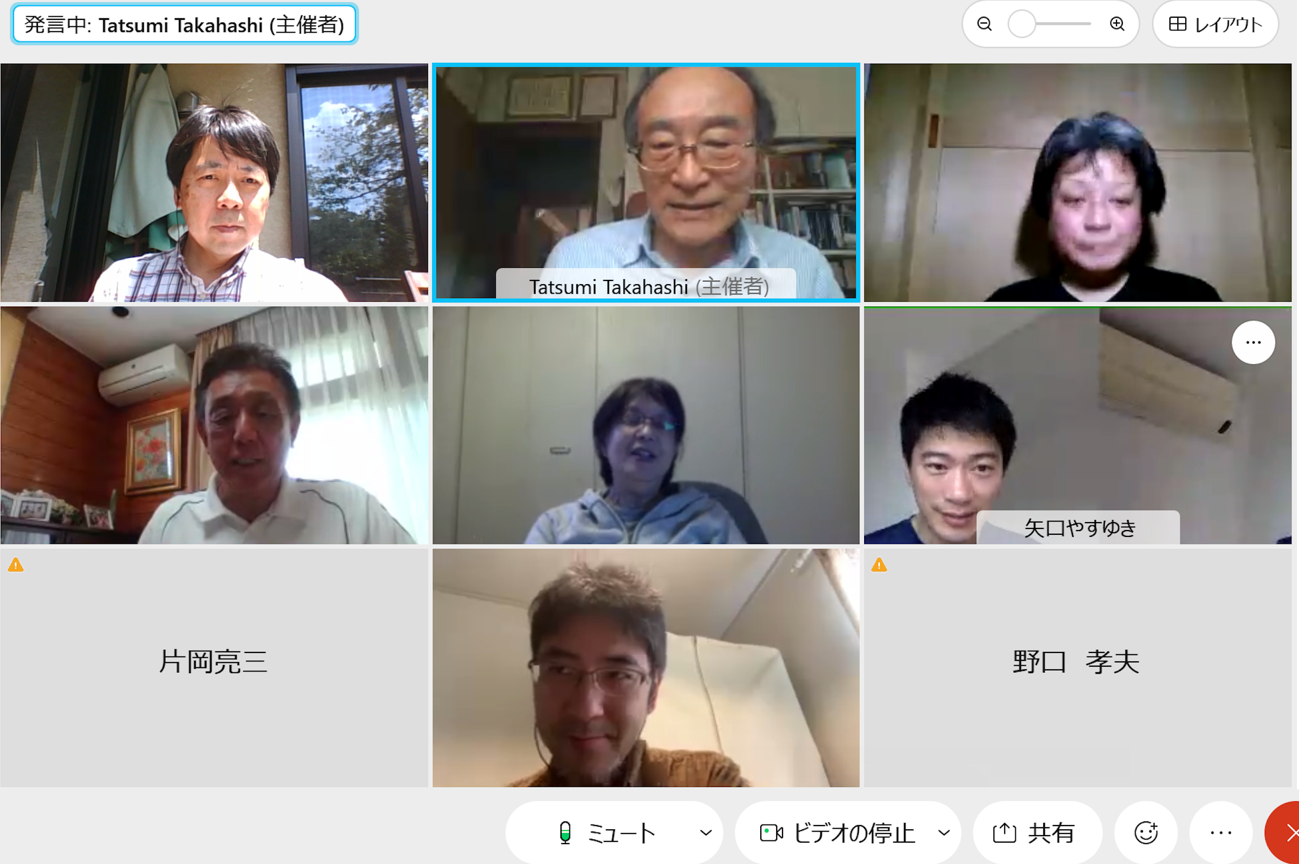 発言中: Tatsumi Takahashi (主催者)
レイアウト
Tatsumi Takahashi (主催者)
矢口やすゆき
片岡亮三
野口 孝夫
ミュート
ビデオの停止
共有